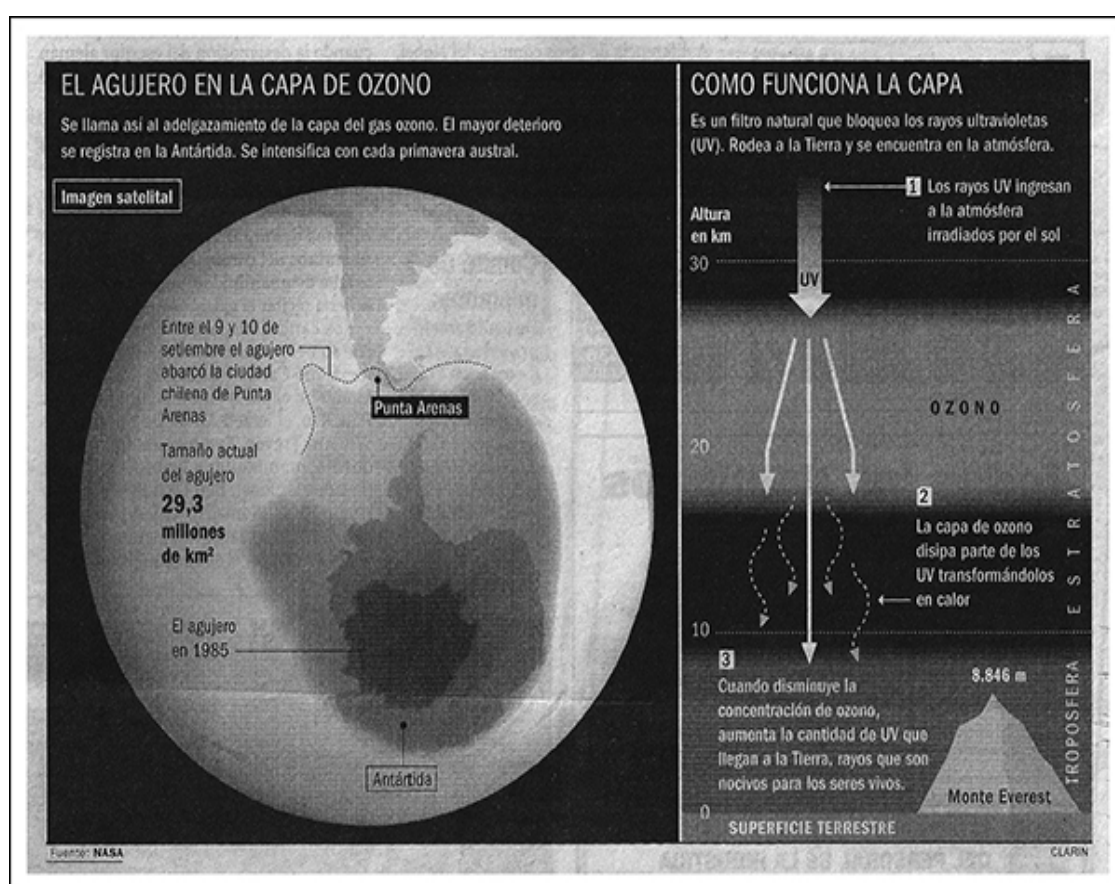 EL AGUJERO EN LA CAPA DE OZONO
Se llama así al adelgazamiento de la capa del gas ozono. El mayor deterioro
se registra en la Antártida. Se intensifica con cada primavera austral.
Imagen satelital
Entre el 9 y 10 de
setiembre el agujero
abarcó la ciudad
chilena de Punta
Arenas
Punta Arenas
Tamaño actual
del agujero
29,3
millones
de km²
El agujero
en 1985
Antártida
Fuente: NASA
COMO FUNCIONA LA CAPA
Es un filtro natural que bloquea los rayos ultravioletas
(UV). Rodea a la Tierra y se encuentra en la atmósfera.
1 Los rayos UV ingresan
a la atmósfera
irradiados por el sol
Altura
en km
30
UV
OZONO
20
2
La capa de ozono
disipa parte de los
UV transformándolos
en calor
10
ESTRATOSFERA
3
Cuando disminuye la
concentración de ozono,
aumenta la cantidad de UV que
llegan a la Tierra, rayos que son
nocivos para los seres vivos.
8.846 m
Monte Everest
TROPOSFERA
0
SUPERFICIE TERRESTRE
CLARIN